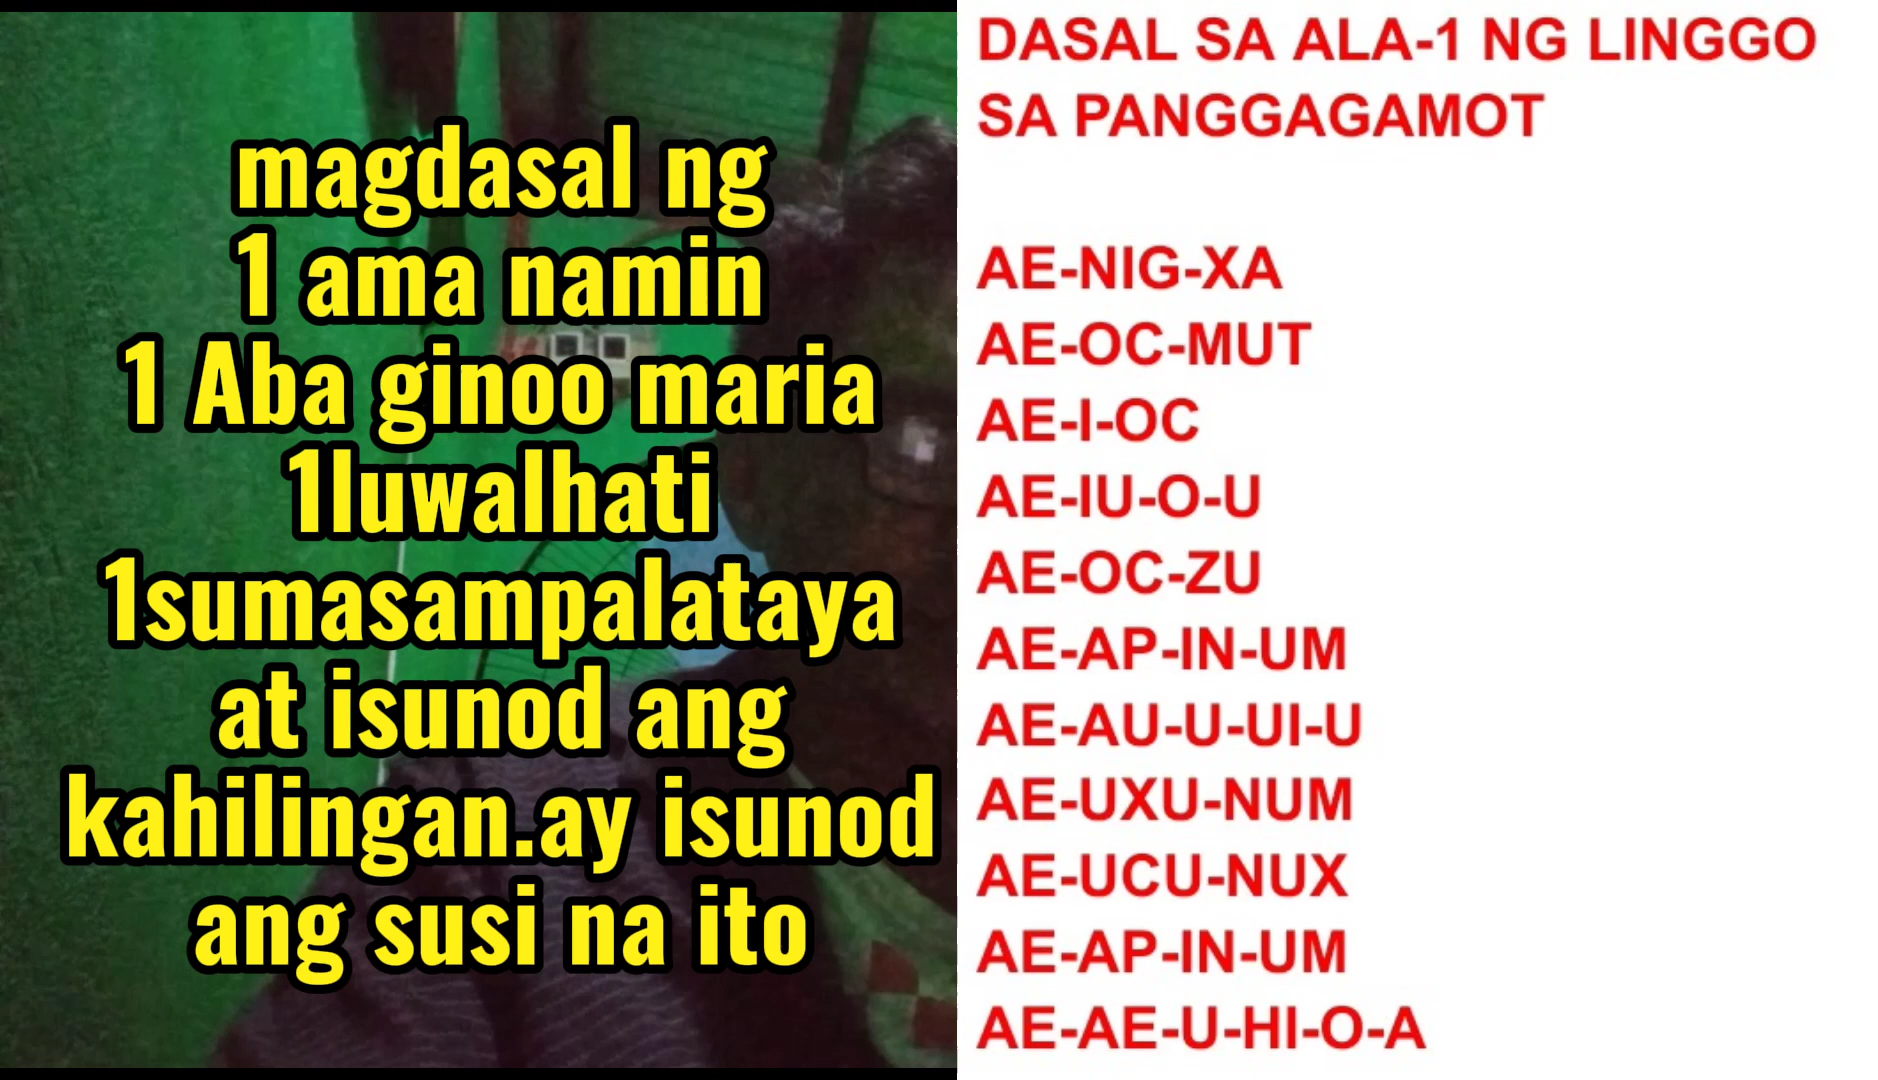 magdasal ng
1 ama namin
1 Aba ginoo maria
1luwalhati
1sumasampalataya
at isunod ang
kahilingan.ay isunod
ang susi na ito
DASAL SA ALA-1 NG LINGGO
SA PANGGAGAMOT
AE-NIG-XA
AE-OC-MUT
AE-I-OC
AE-IU-O-U
AE-OC-ZU
AE-AP-IN-UM
AE-AU-U-UI-U
AE-UXU-NUM
AE-UCU-NUX
AE-AP-IN-UM
AE-AE-U-HI-O-A